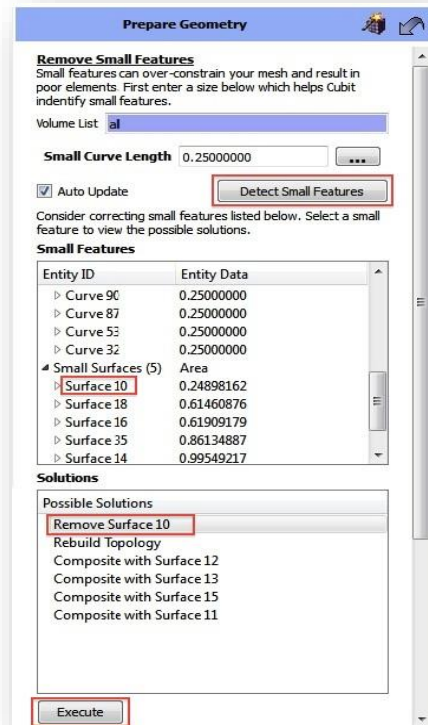 Prepare Geometry
Remove Small Features
Small features can over-constrain your mesh and result in
poor elements. First enter a size below which helps Cubit
indentify small features.
Volume List al
Small Curve Length 0.25000000 ...
Auto Update Detect Small Features
Consider correcting small features listed below. Select a small
feature to view the possible solutions.
Small Features
Entity ID Entity Data
Curve 90 0.25000000
Curve 87 0.25000000
Curve 53 0.25000000
Curve 32 0.25000000
Small Surfaces (5) Area
Surface 10 0.24898162
Surface 18 0.61460876
Surface 16 0.61909179
Surface 35 0.86134887
Surface 14 0.99549217
Solutions
Possible Solutions
Remove Surface 10
Rebuild Topology
Composite with Surface 12
Composite with Surface 13
Composite with Surface 15
Composite with Surface 11
Execute